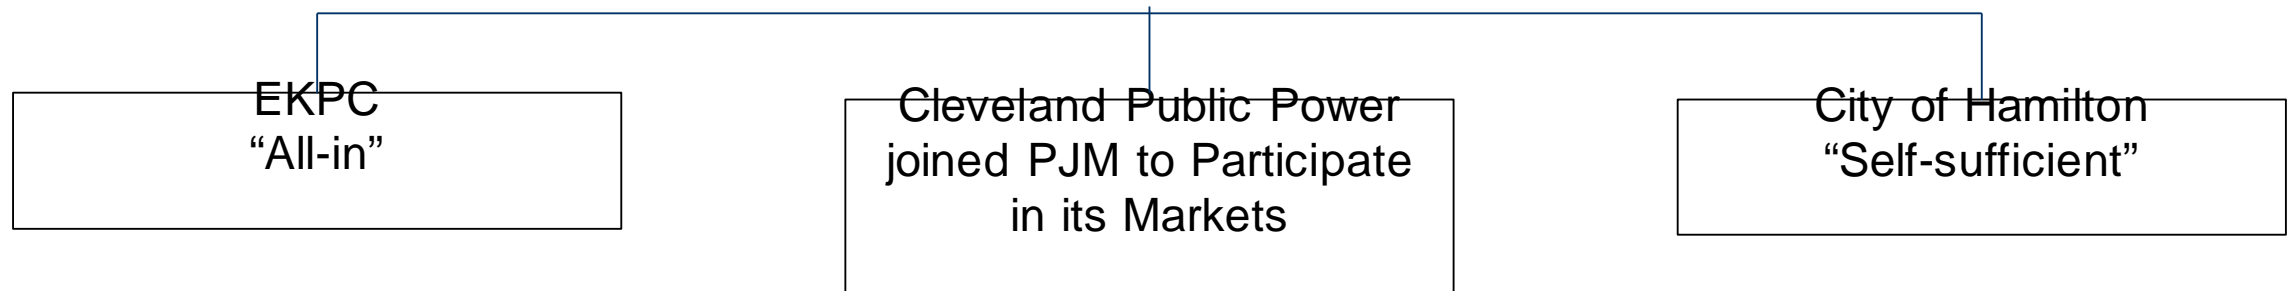 EKPC
“All-in”
Cleveland Public Power
joined PJM to Participate
in its Markets
City of Hamilton
“Self-sufficient”